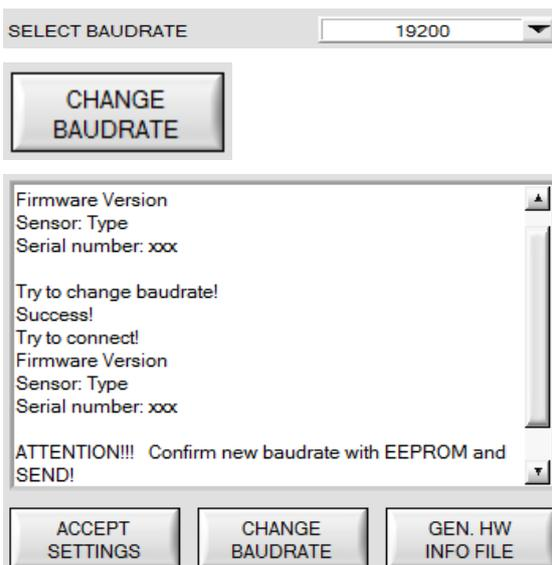 SELECT BAUDRATE 19200
CHANGE
BAUDRATE
Firmware Version
Sensor: Type
Serial number: xxx
Try to change baudrate!
Success!
Try to connect!
Firmware Version
Sensor: Type
Serial number: xxx
ATTENTION!!! Confirm new baudrate with EEPROM and
SEND!
ACCEPT
SETTINGS
CHANGE
BAUDRATE
GEN. HW
INFO FILE